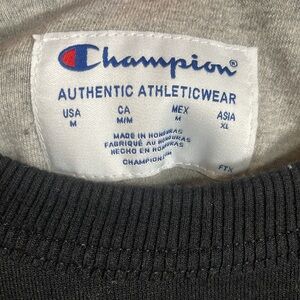 Champion®
AUTHENTIC ATHLETICWEAR
USA CA MEX ASIA
M M/M M XL
MADE IN HONDURAS
FABRIQUÉ AU HONDURAS
HECHO EN HONDURAS
CHAMPION.COM